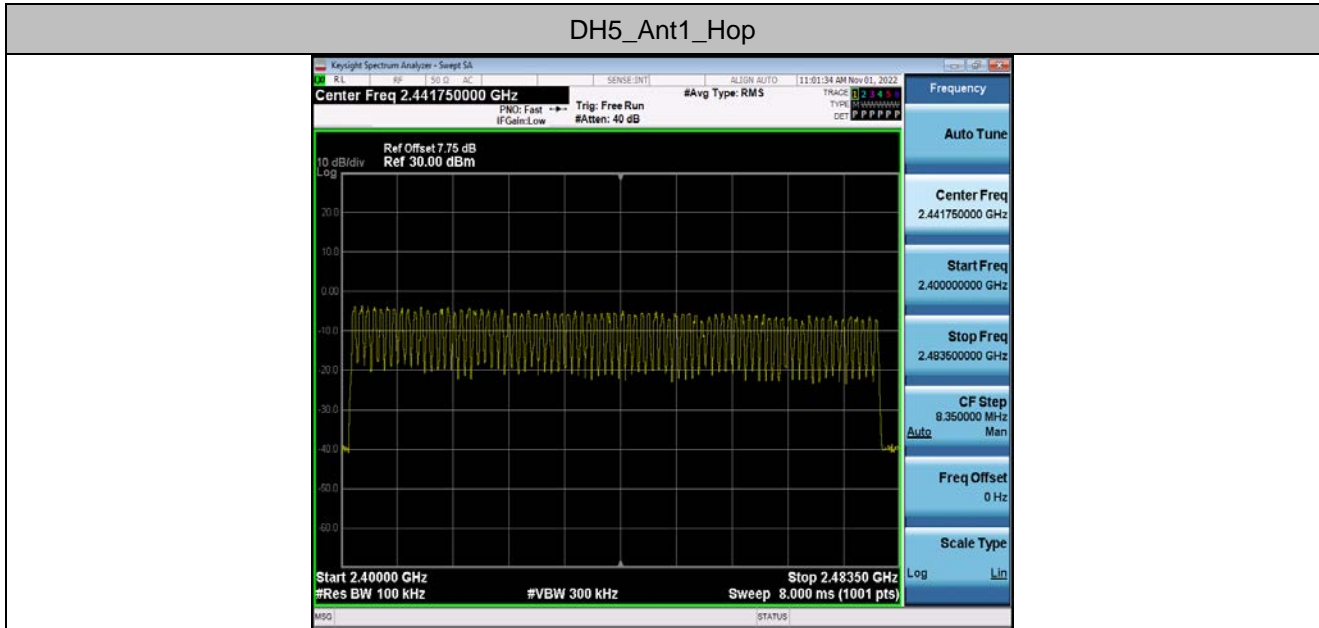 DH5_Ant1_Hop
Keysight Spectrum Analyzer - Swept SA
RL RF 50 Ω AC SENSE:INT ALIGN AUTO 11:01:34 AM Nov 01, 2022
Center Freq 2.441750000 GHz
#Avg Type: RMS
TRACE 1 2 3 4 5 6
PNO: Fast
Trig: Free Run
TYPE M WWWWW
IFGain:Low
#Atten: 40 dB
DET P P P P P P
Ref Offset 7.75 dB
10 dB/div Ref 30.00 dBm
Log
20.0
10.0
0.00
-10.0
-20.0
-30.0
-40.0
-50.0
-60.0
Start 2.40000 GHz Stop 2.48350 GHz
#Res BW 100 kHz #VBW 300 kHz Sweep 8.000 ms (1001 pts)
MSG STATUS
Frequency
Auto Tune
Center Freq
2.441750000 GHz
Start Freq
2.400000000 GHz
Stop Freq
2.483500000 GHz
CF Step
8.350000 MHz
Auto Man
Freq Offset
0 Hz
Scale Type
Log Lin